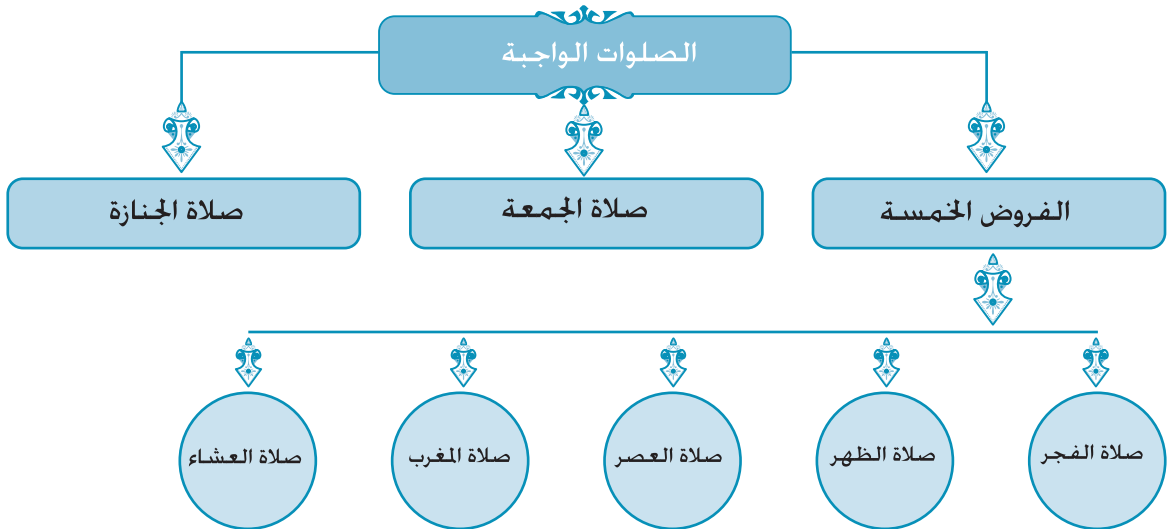 الصلوات الواجبة
الفروض الخمسة
صلاة الجمعة
صلاة الجنازة
صلاة الفجر
صلاة الظهر
صلاة العصر
صلاة المغرب
صلاة العشاء